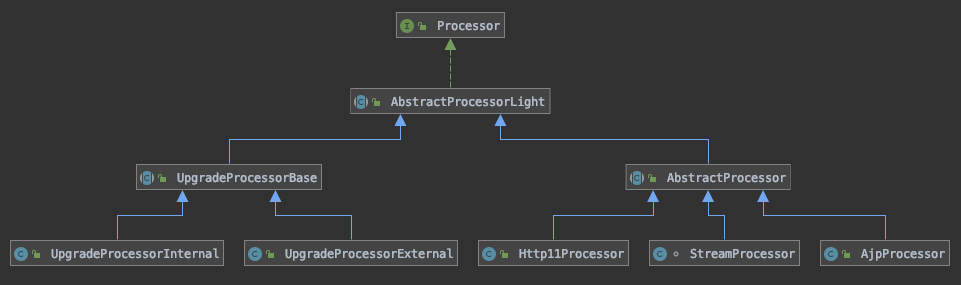 Processor
AbstractProcessorLight
UpgradeProcessorBase
AbstractProcessor
UpgradeProcessorInternal
UpgradeProcessorExternal
Http11Processor
StreamProcessor
AjpProcessor